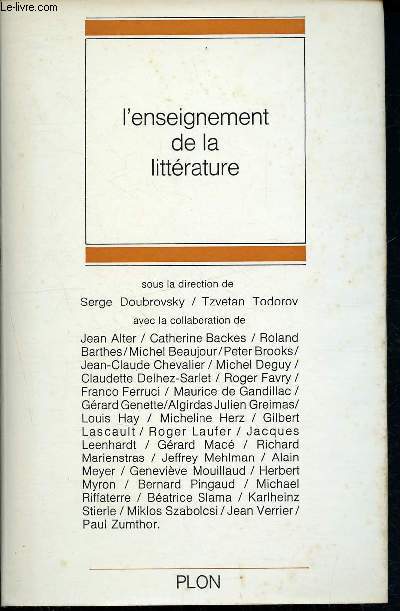 Le-livre.com
l'enseignement
de la
littérature
sous la direction de
Serge Doubrovsky / Tzvetan Todorov
avec la collaboration de
Jean Alter / Catherine Backes / Roland
Barthes/Michel Beaujour/Peter Brooks/
Jean-Claude Chevalier / Michel Deguy /
Claudette Delhez-Sarlet / Roger Favry /
Franco Ferruci / Maurice de Gandillac /
Gérard Genette/Algirdas Julien Greimas/
Louis Hay / Micheline Herz / Gilbert
Lascault / Roger Laufer / Jacques
Leenhardt / Gérard Macé / Richard
Marienstras / Jeffrey Mehlman / Alain
Meyer / Geneviève Mouillaud / Herbert
Myron / Bernard Pingaud / Michael
Riffaterre / Béatrice Slama / Karlheinz
Stierle / Miklos Szabolcsi / Jean Verrier /
Paul Zumthor.
PLON